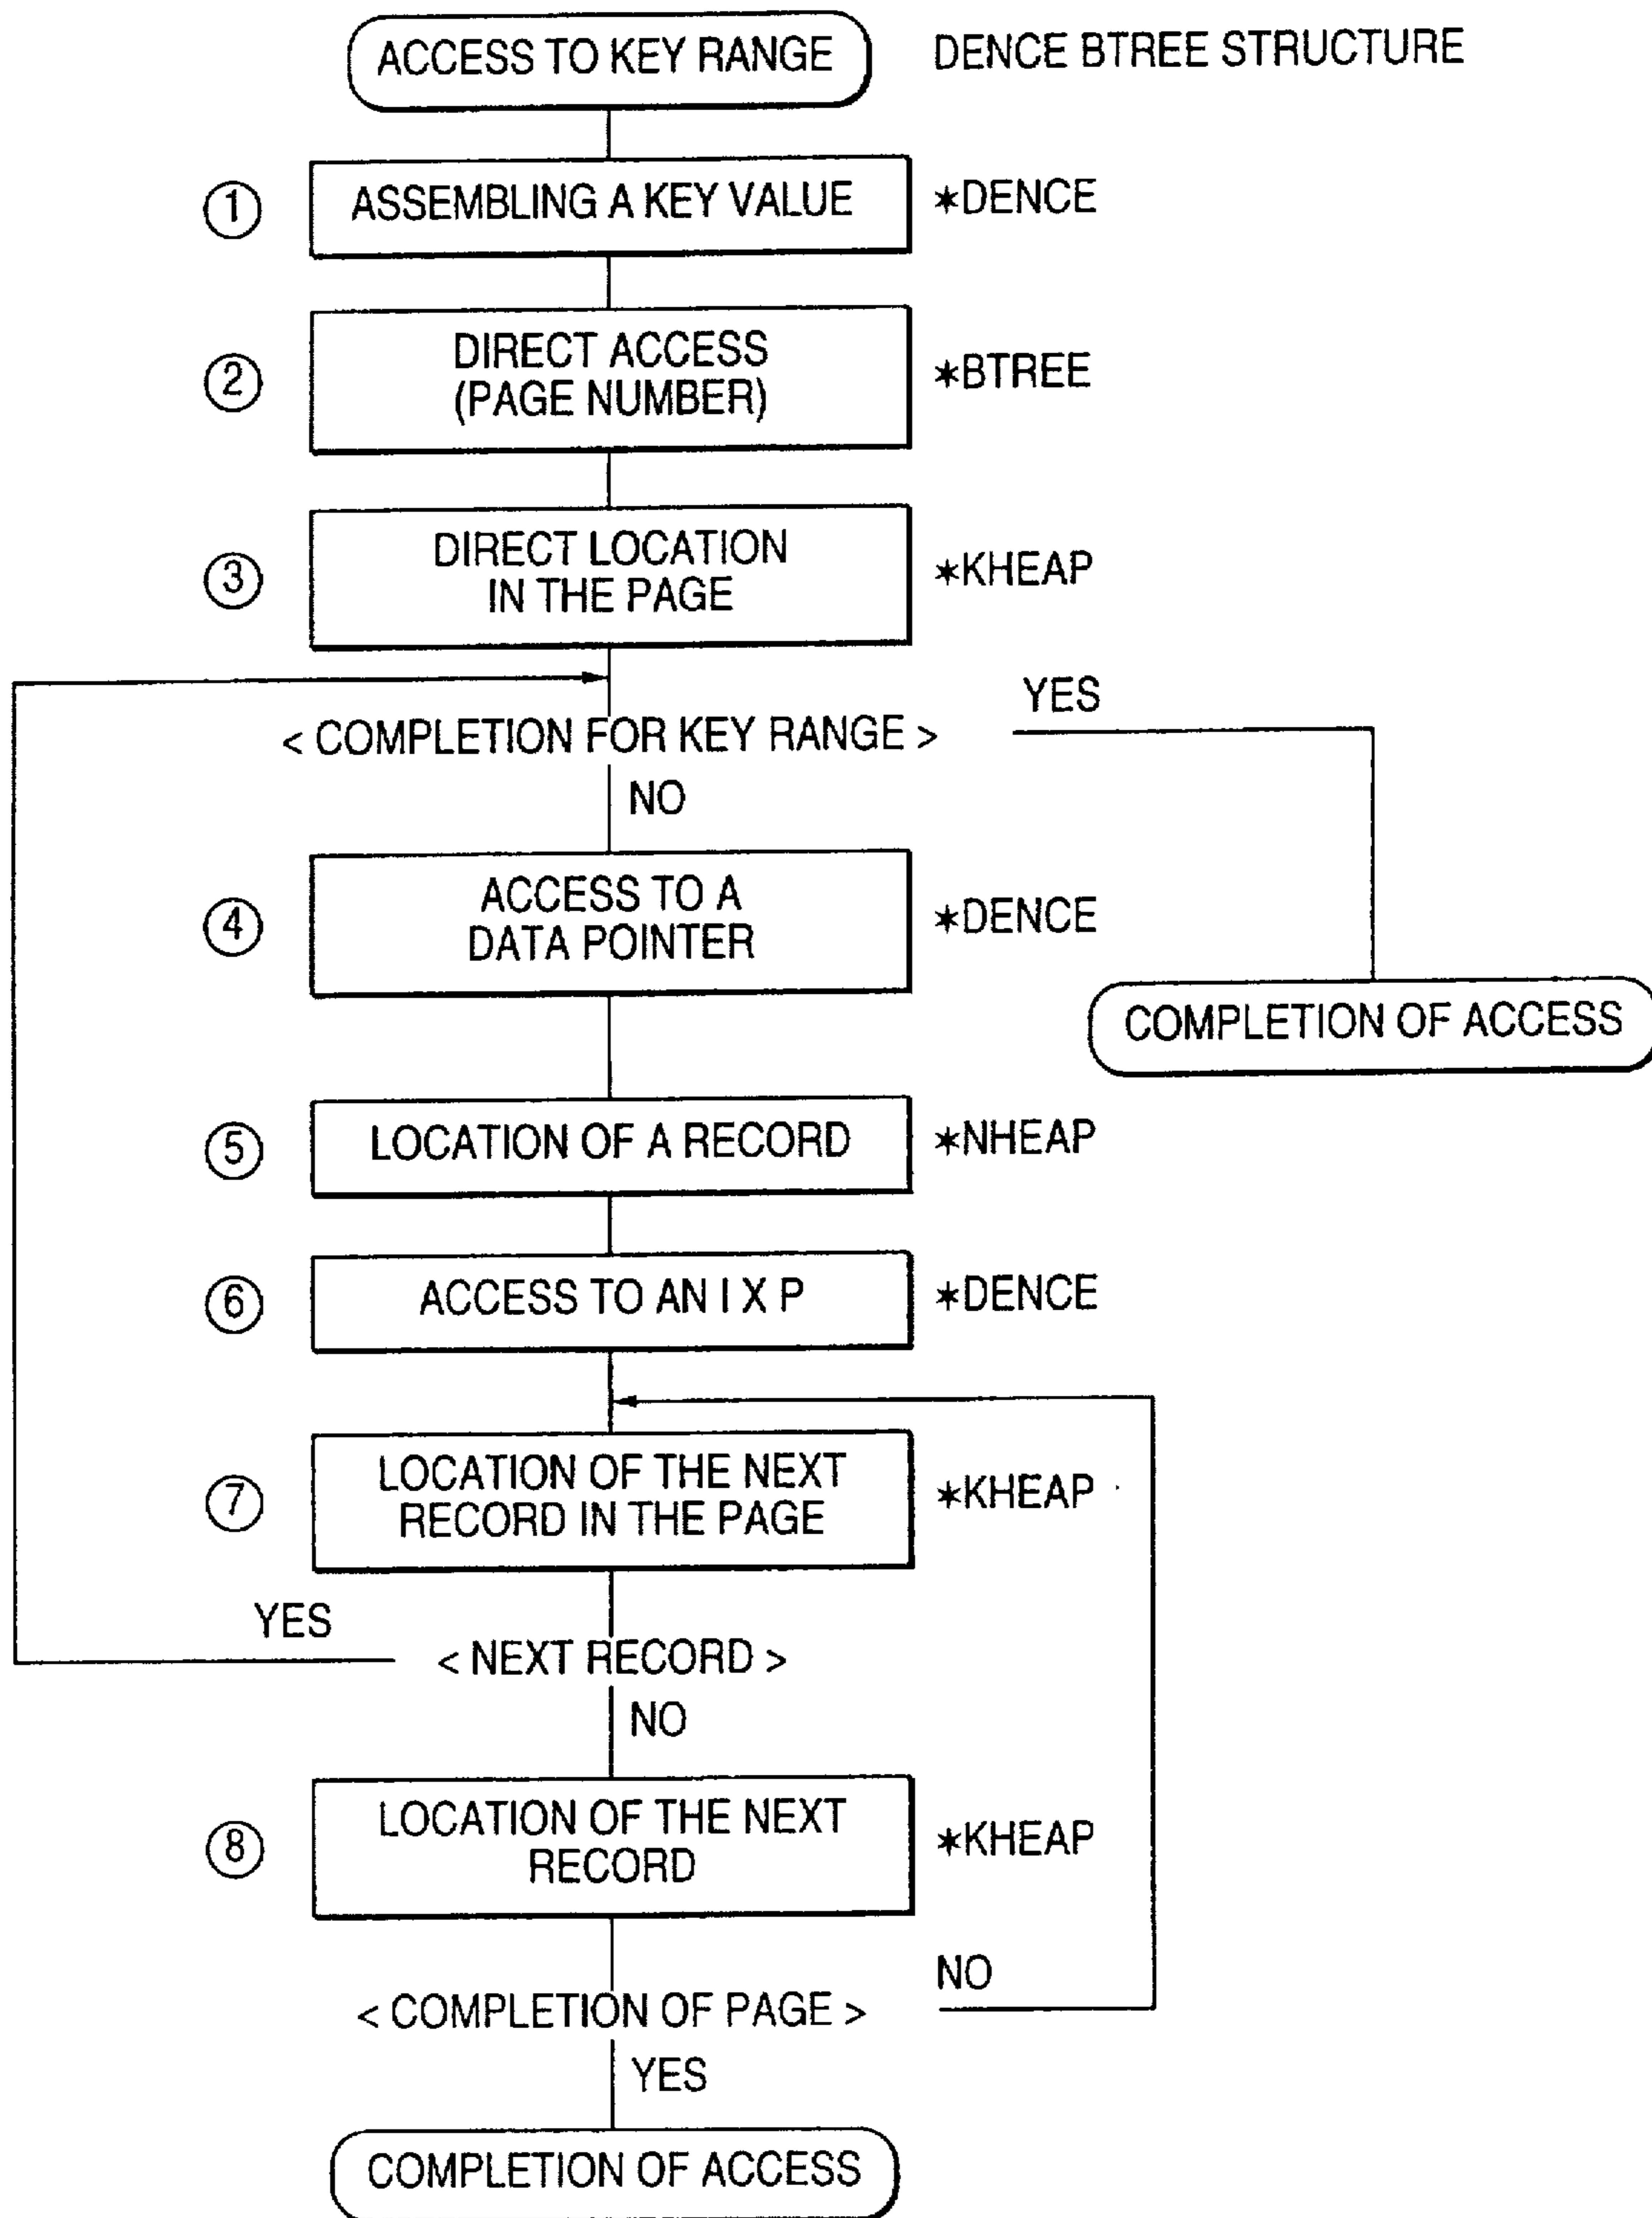 ACCESS TO KEY RANGE
DENCE BTREE STRUCTURE
1
ASSEMBLING A KEY VALUE
*DENCE
2
DIRECT ACCESS
(PAGE NUMBER)
*BTREE
3
DIRECT LOCATION
IN THE PAGE
*KHEAP
< COMPLETION FOR KEY RANGE >
YES
NO
4
ACCESS TO A
DATA POINTER
*DENCE
COMPLETION OF ACCESS
5
LOCATION OF A RECORD
*NHEAP
6
ACCESS TO AN I X P
*DENCE
7
LOCATION OF THE NEXT
RECORD IN THE PAGE
*KHEAP
YES
< NEXT RECORD >
NO
8
LOCATION OF THE NEXT
RECORD
*KHEAP
NO
< COMPLETION OF PAGE >
YES
COMPLETION OF ACCESS